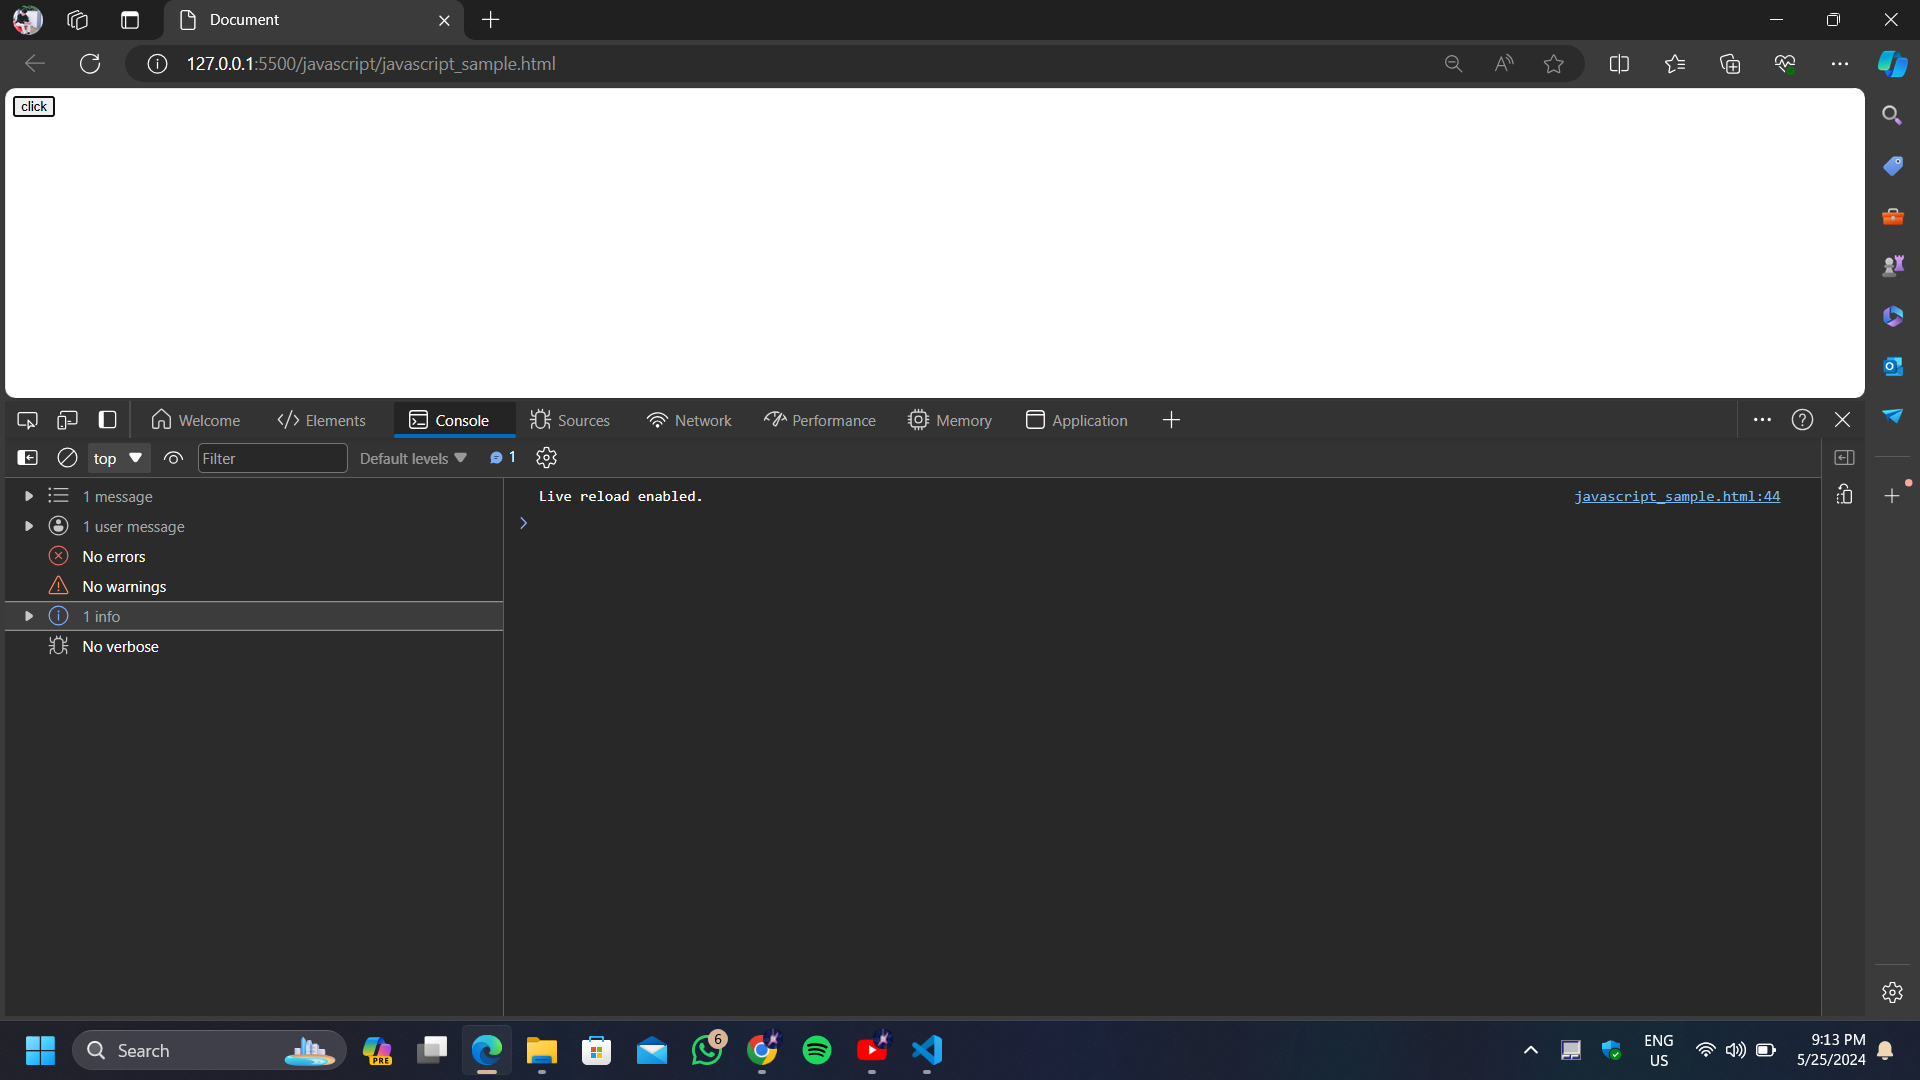 Document
127.0.0.1:5500/javascript/javascript_sample.html
click
Welcome
Elements
Console
Sources
Network
Performance
Memory
Application
top
Filter
Default levels
1
1 message
1 user message
No errors
No warnings
1 info
No verbose
Live reload enabled.
javascript_sample.html:44
Search
PRE
6
ENG
US
9:13 PM
5/25/2024